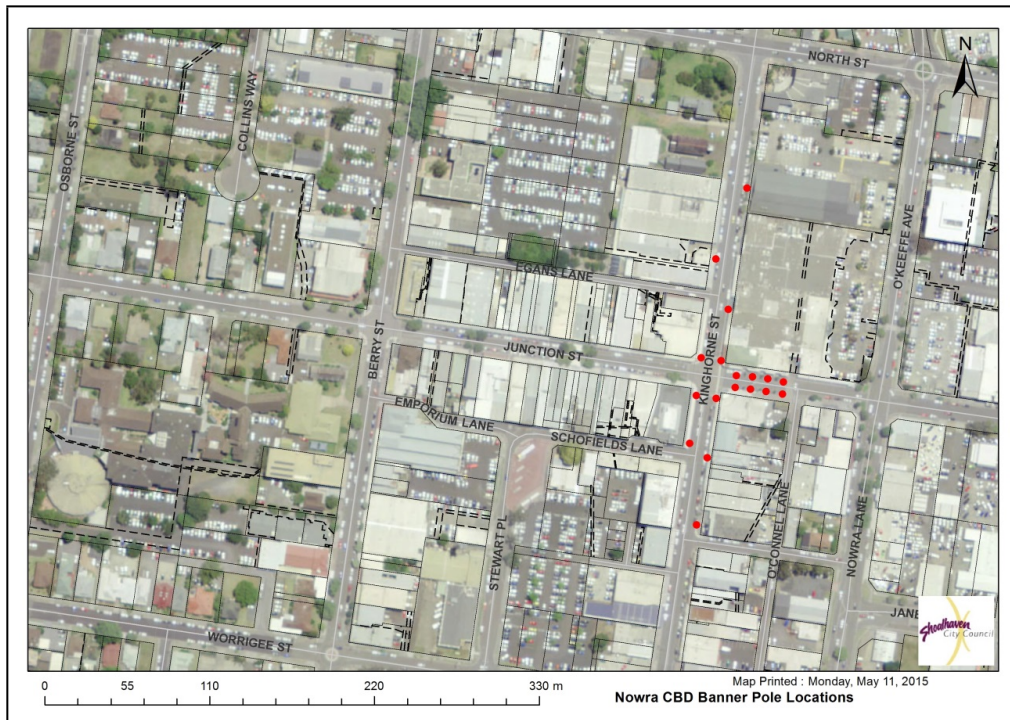 NORTH ST
N
COLLINS WAY
OSBORNE ST
O'KEEFFE AVE
EGANS LANE
KINGHORNE ST
JUNCTION ST
BERRY ST
EMPORIUM LANE
SCHOFIELDS LANE
O'CONNELL LANE
NOWRA LANE
STEWART PL
JANE
WORRIGEE ST
Shoalhaven
City Council
0 55 110 220 330 m
Map Printed : Monday, May 11, 2015
Nowra CBD Banner Pole Locations